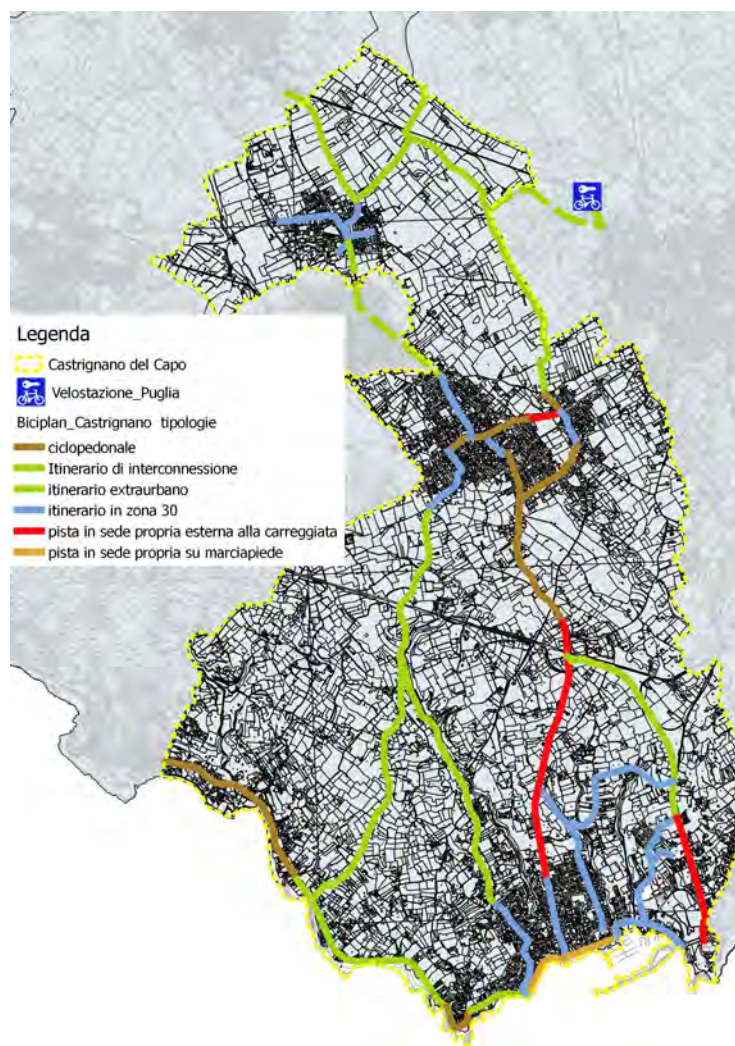 Legenda
Castrignano del Capo
Velostazione_Puglia
Biciplan_Castrignano tipologie
ciclopedonale
Itinerario di interconnessione
itinerario extraurbano
itinerario in zona 30
pista in sede propria esterna alla carreggiata
pista in sede propria su marciapiede